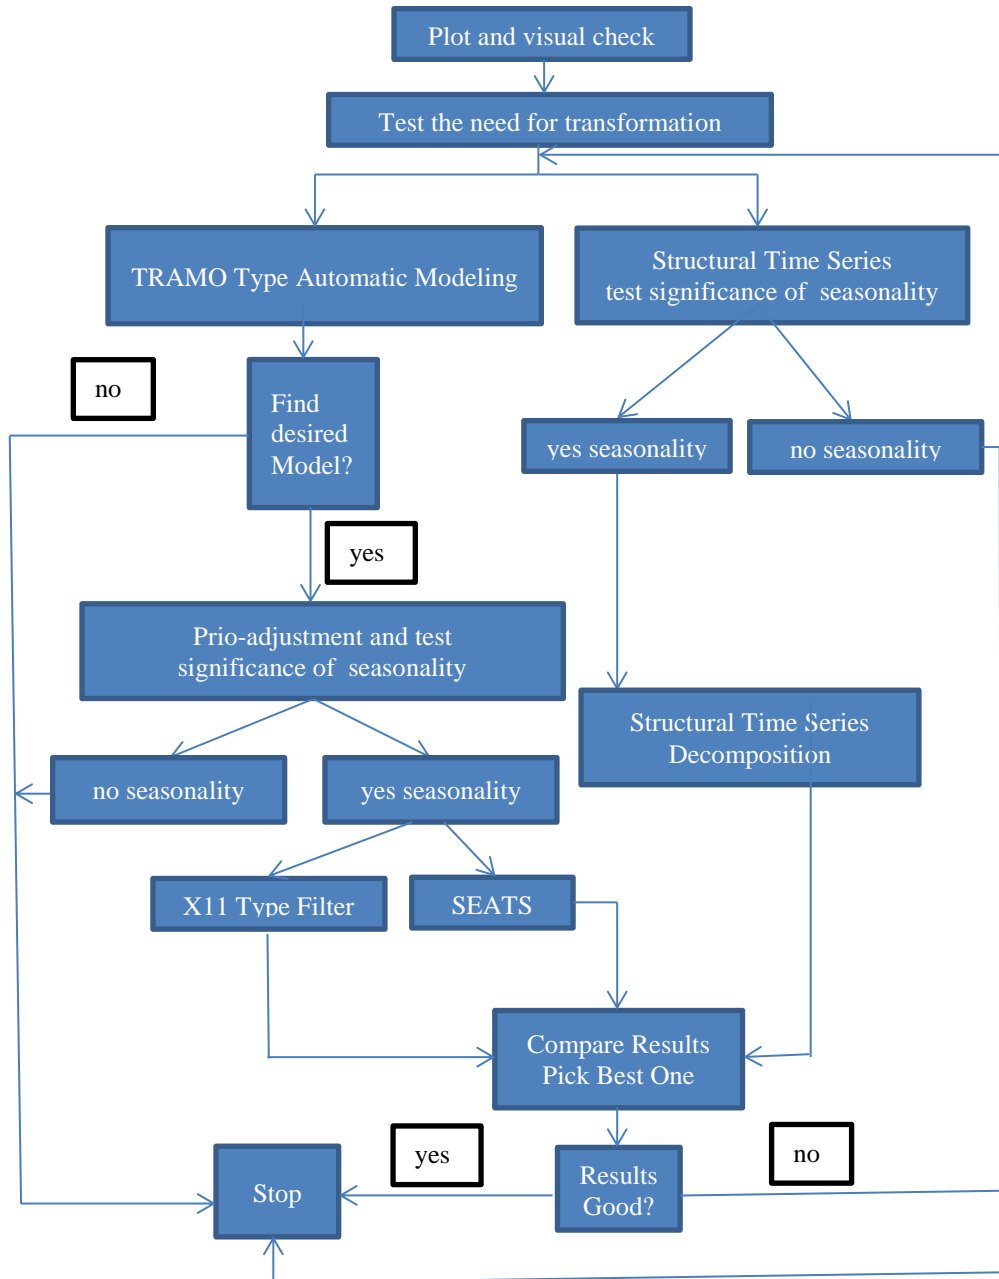 Plot and visual check
Test the need for transformation
TRAMO Type Automatic Modeling
Structural Time Series
test significance of seasonality
no
Find
desired
Model?
yes seasonality
no seasonality
yes
Prio-adjustment and test
significance of seasonality
Structural Time Series
Decomposition
no seasonality
yes seasonality
X11 Type Filter
SEATS
Compare Results
Pick Best One
yes
no
Stop
Results
Good?